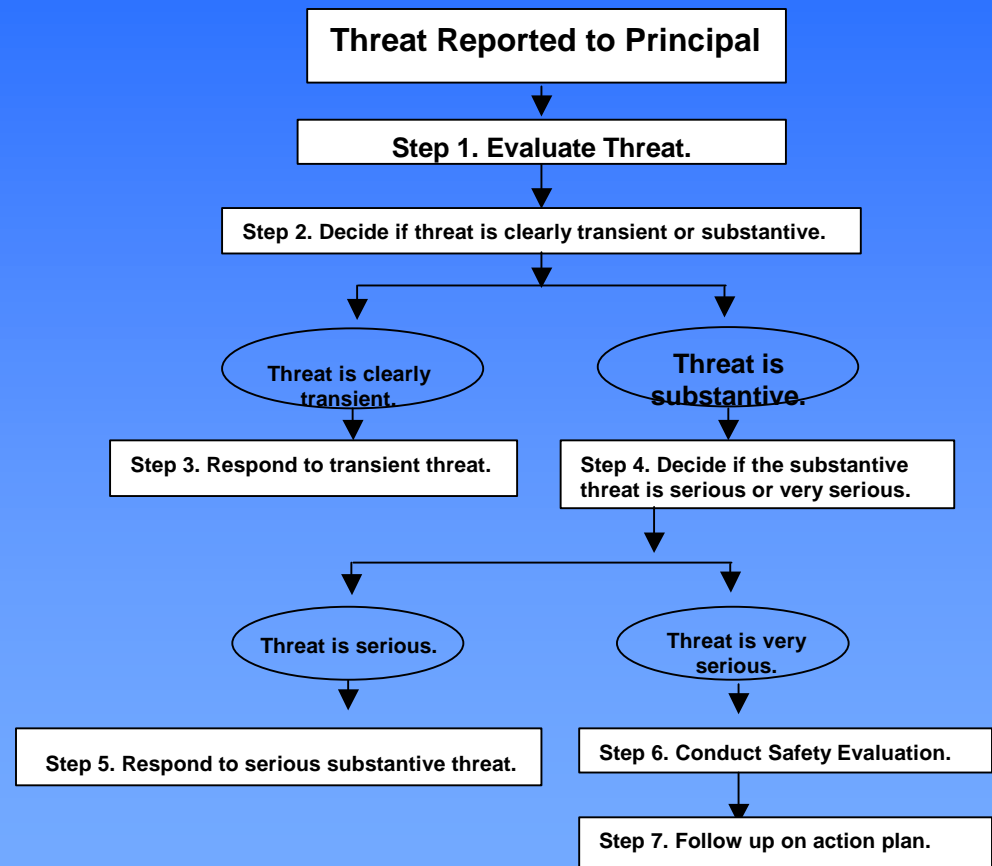 Threat Reported to Principal
Step 1. Evaluate Threat.
Step 2. Decide if threat is clearly transient or substantive.
Threat is clearly
transient.
Threat is
substantive.
Step 3. Respond to transient threat.
Step 4. Decide if the substantive
threat is serious or very serious.
Threat is serious.
Threat is very
serious.
Step 5. Respond to serious substantive threat.
Step 6. Conduct Safety Evaluation.
Step 7. Follow up on action plan.